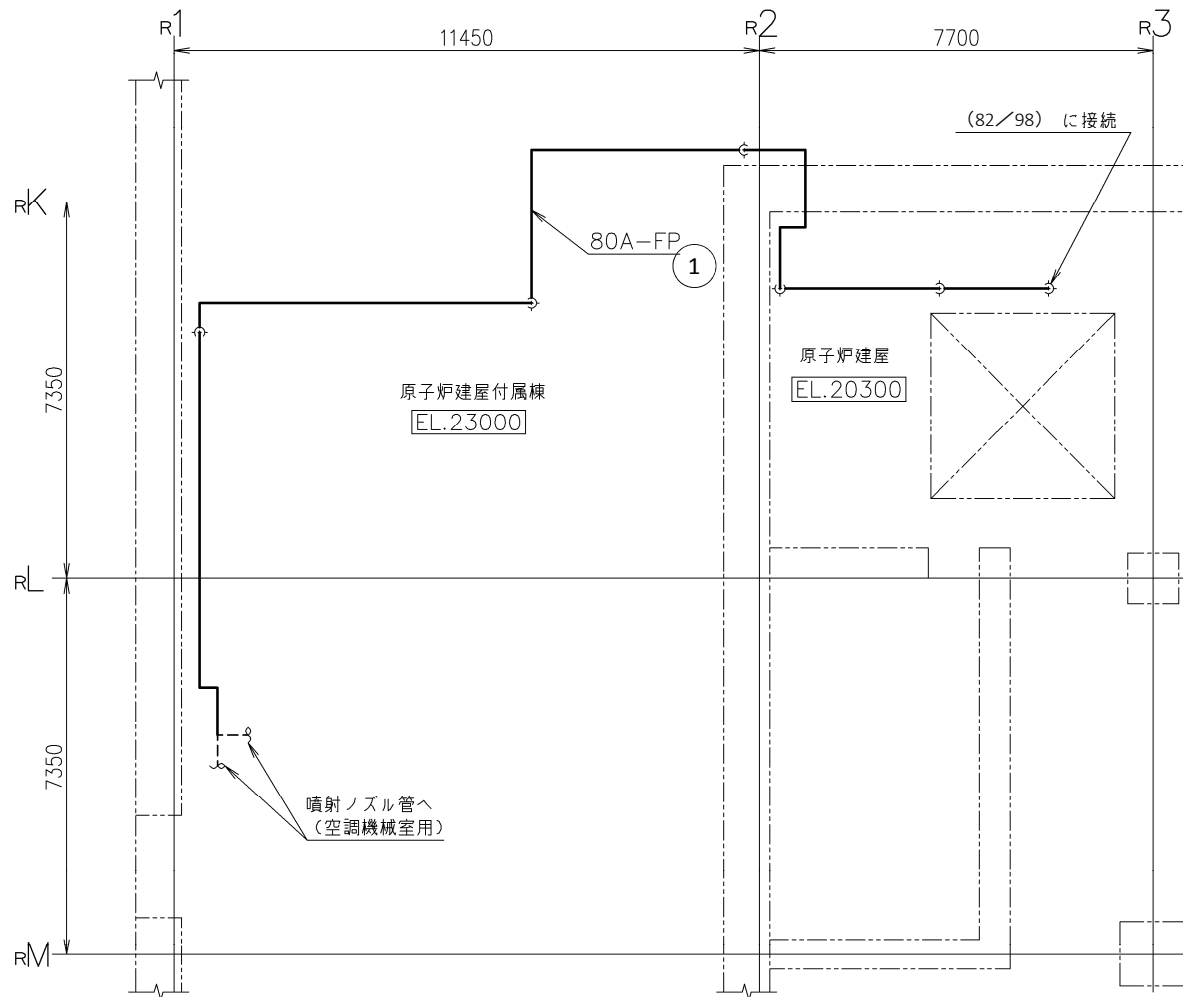 R1
R2
R3
11450
7700
(82/98) に接続
RK
80A-FP
1
原子炉建屋
EL.20300
原子炉建屋付属棟
EL.23000
7350
RL
7350
噴射ノズル管へ
(空調機械室用)
RM